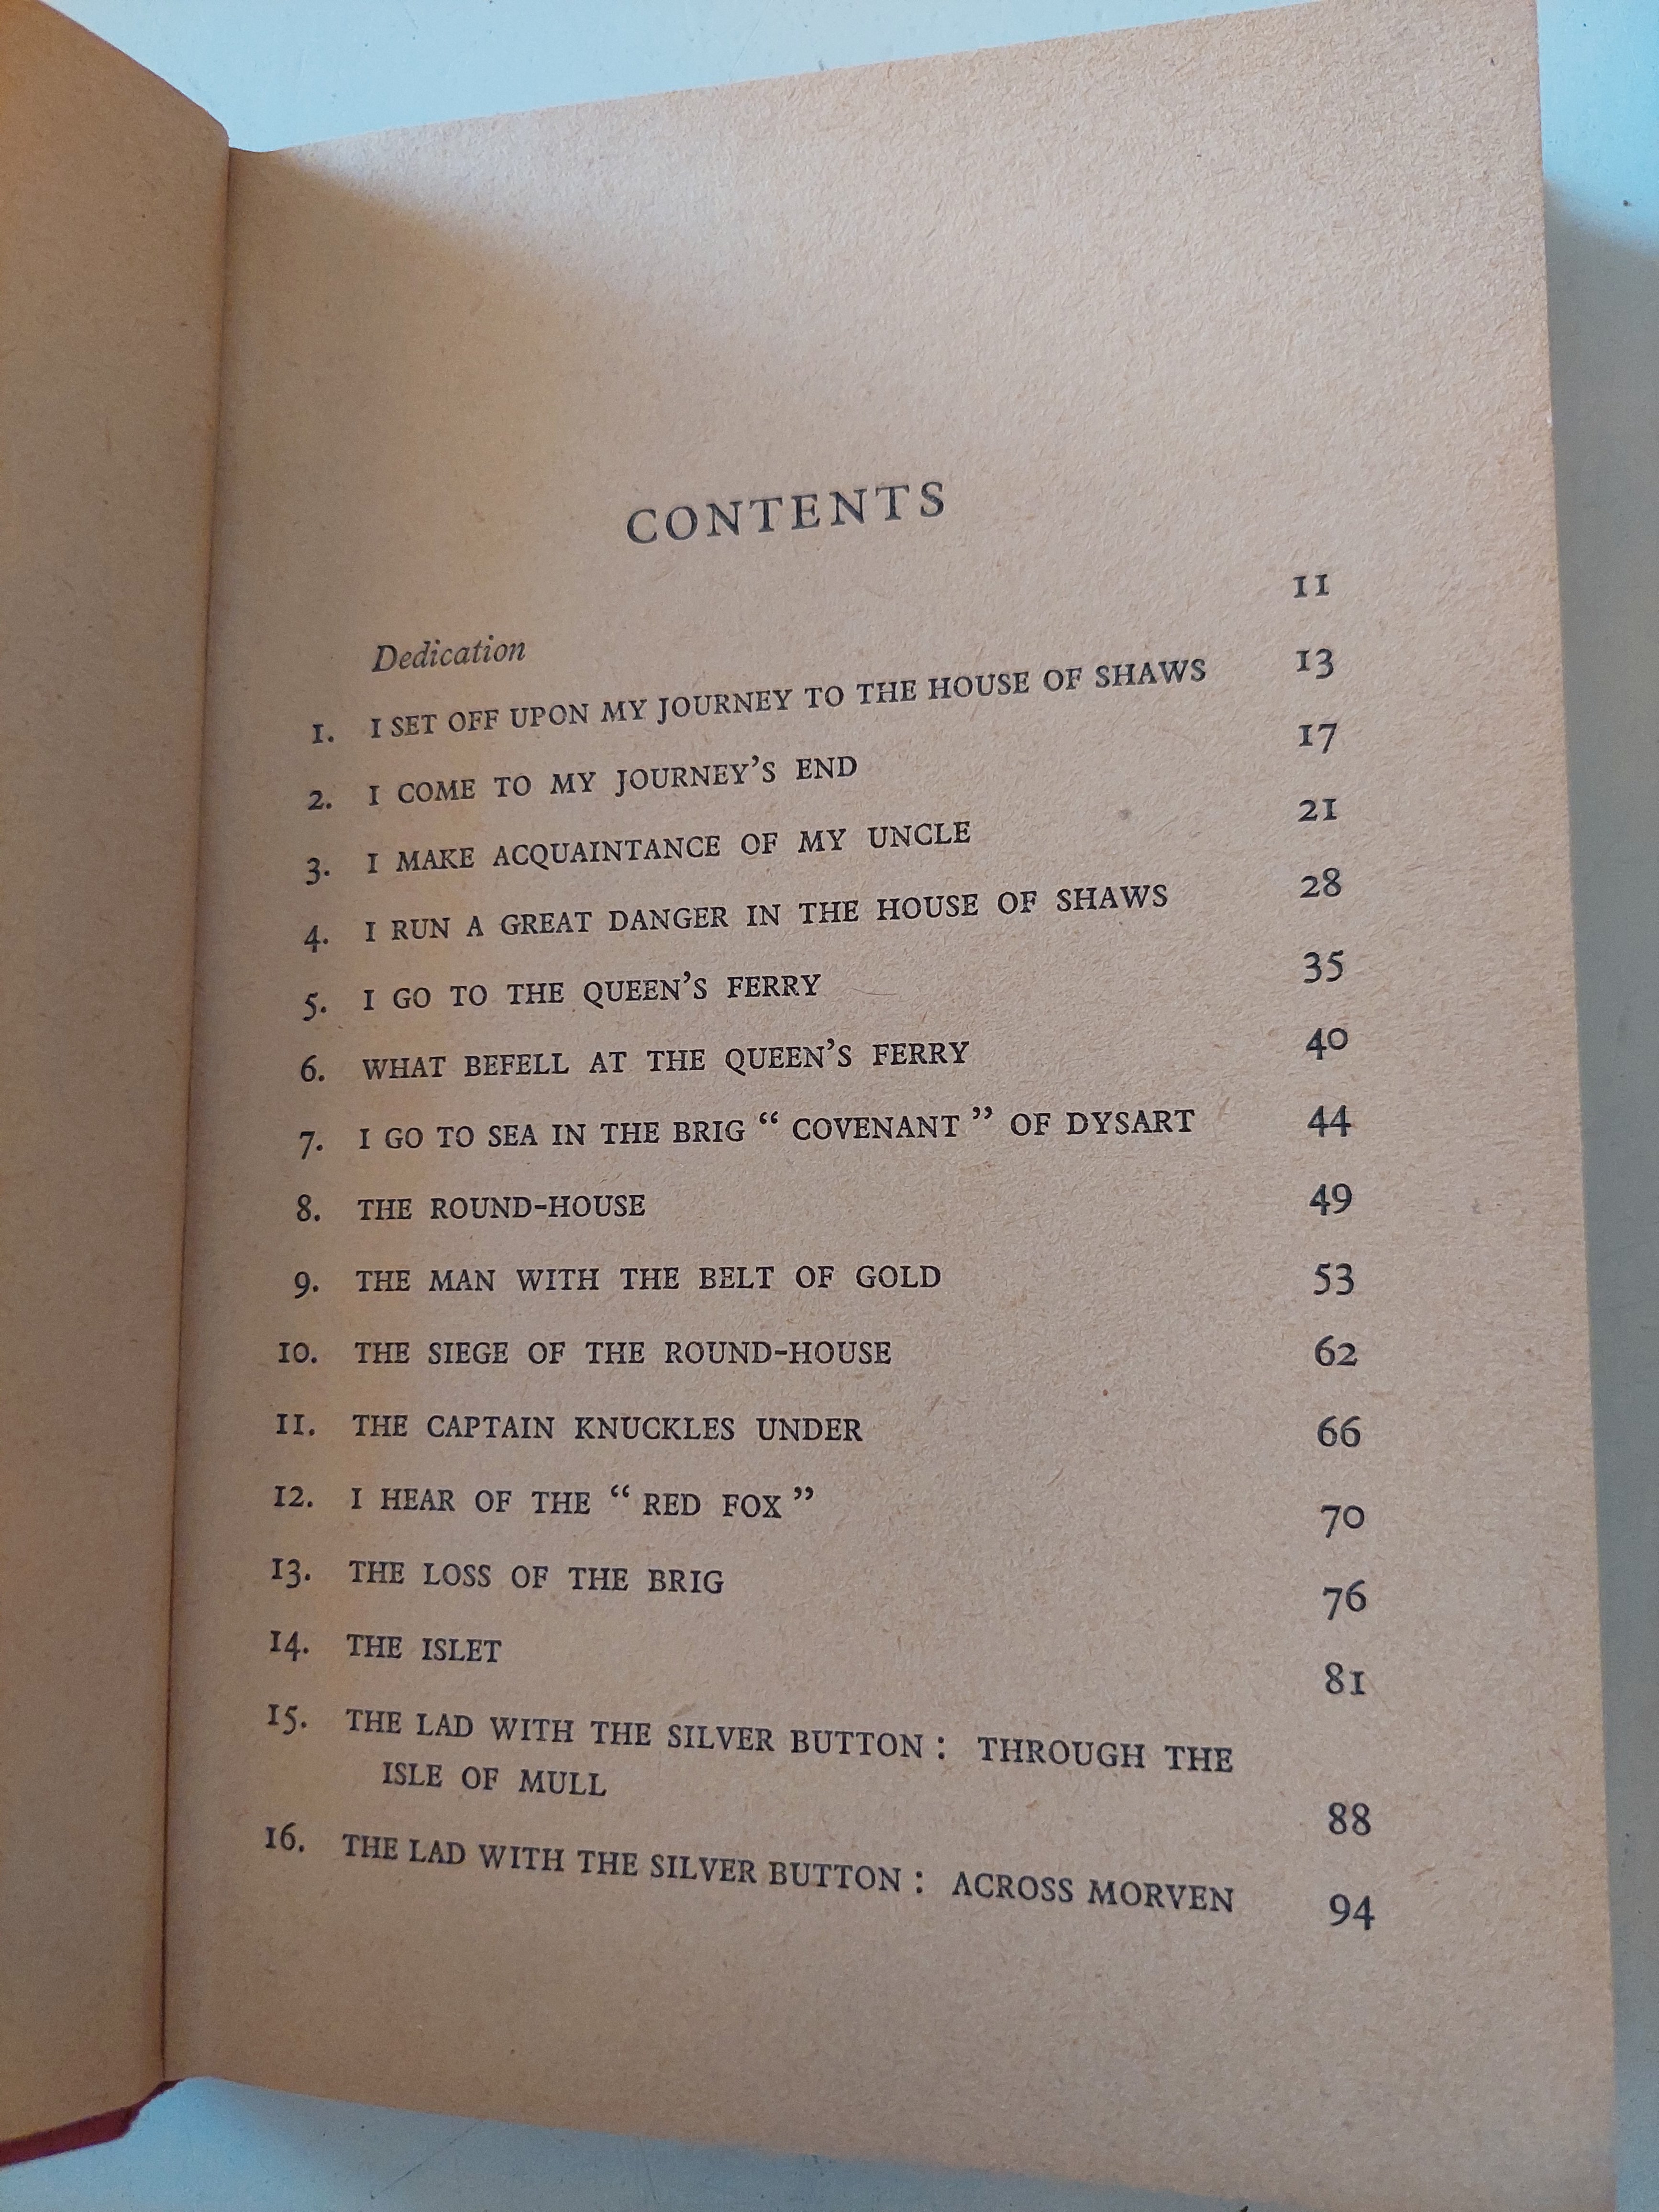 CONTENTS
Dedication 11
1. I SET OFF UPON MY JOURNEY TO THE HOUSE OF SHAWS 13
2. I COME TO MY JOURNEY'S END 17
3. I MAKE ACQUAINTANCE OF MY UNCLE 21
4. I RUN A GREAT DANGER IN THE HOUSE OF SHAWS 28
5. I GO TO THE QUEEN'S FERRY 35
6. WHAT BEFELL AT THE QUEEN'S FERRY 40
7. I GO TO SEA IN THE BRIG “ COVENANT ” OF DYSART 44
8. THE ROUND-HOUSE 49
9. THE MAN WITH THE BELT OF GOLD 53
10. THE SIEGE OF THE ROUND-HOUSE 62
11. THE CAPTAIN KNUCKLES UNDER 66
12. I HEAR OF THE “ RED FOX ” 70
13. THE LOSS OF THE BRIG 76
14. THE ISLET 81
15. THE LAD WITH THE SILVER BUTTON : THROUGH THE
ISLE OF MULL 88
16. THE LAD WITH THE SILVER BUTTON : ACROSS MORVEN 94